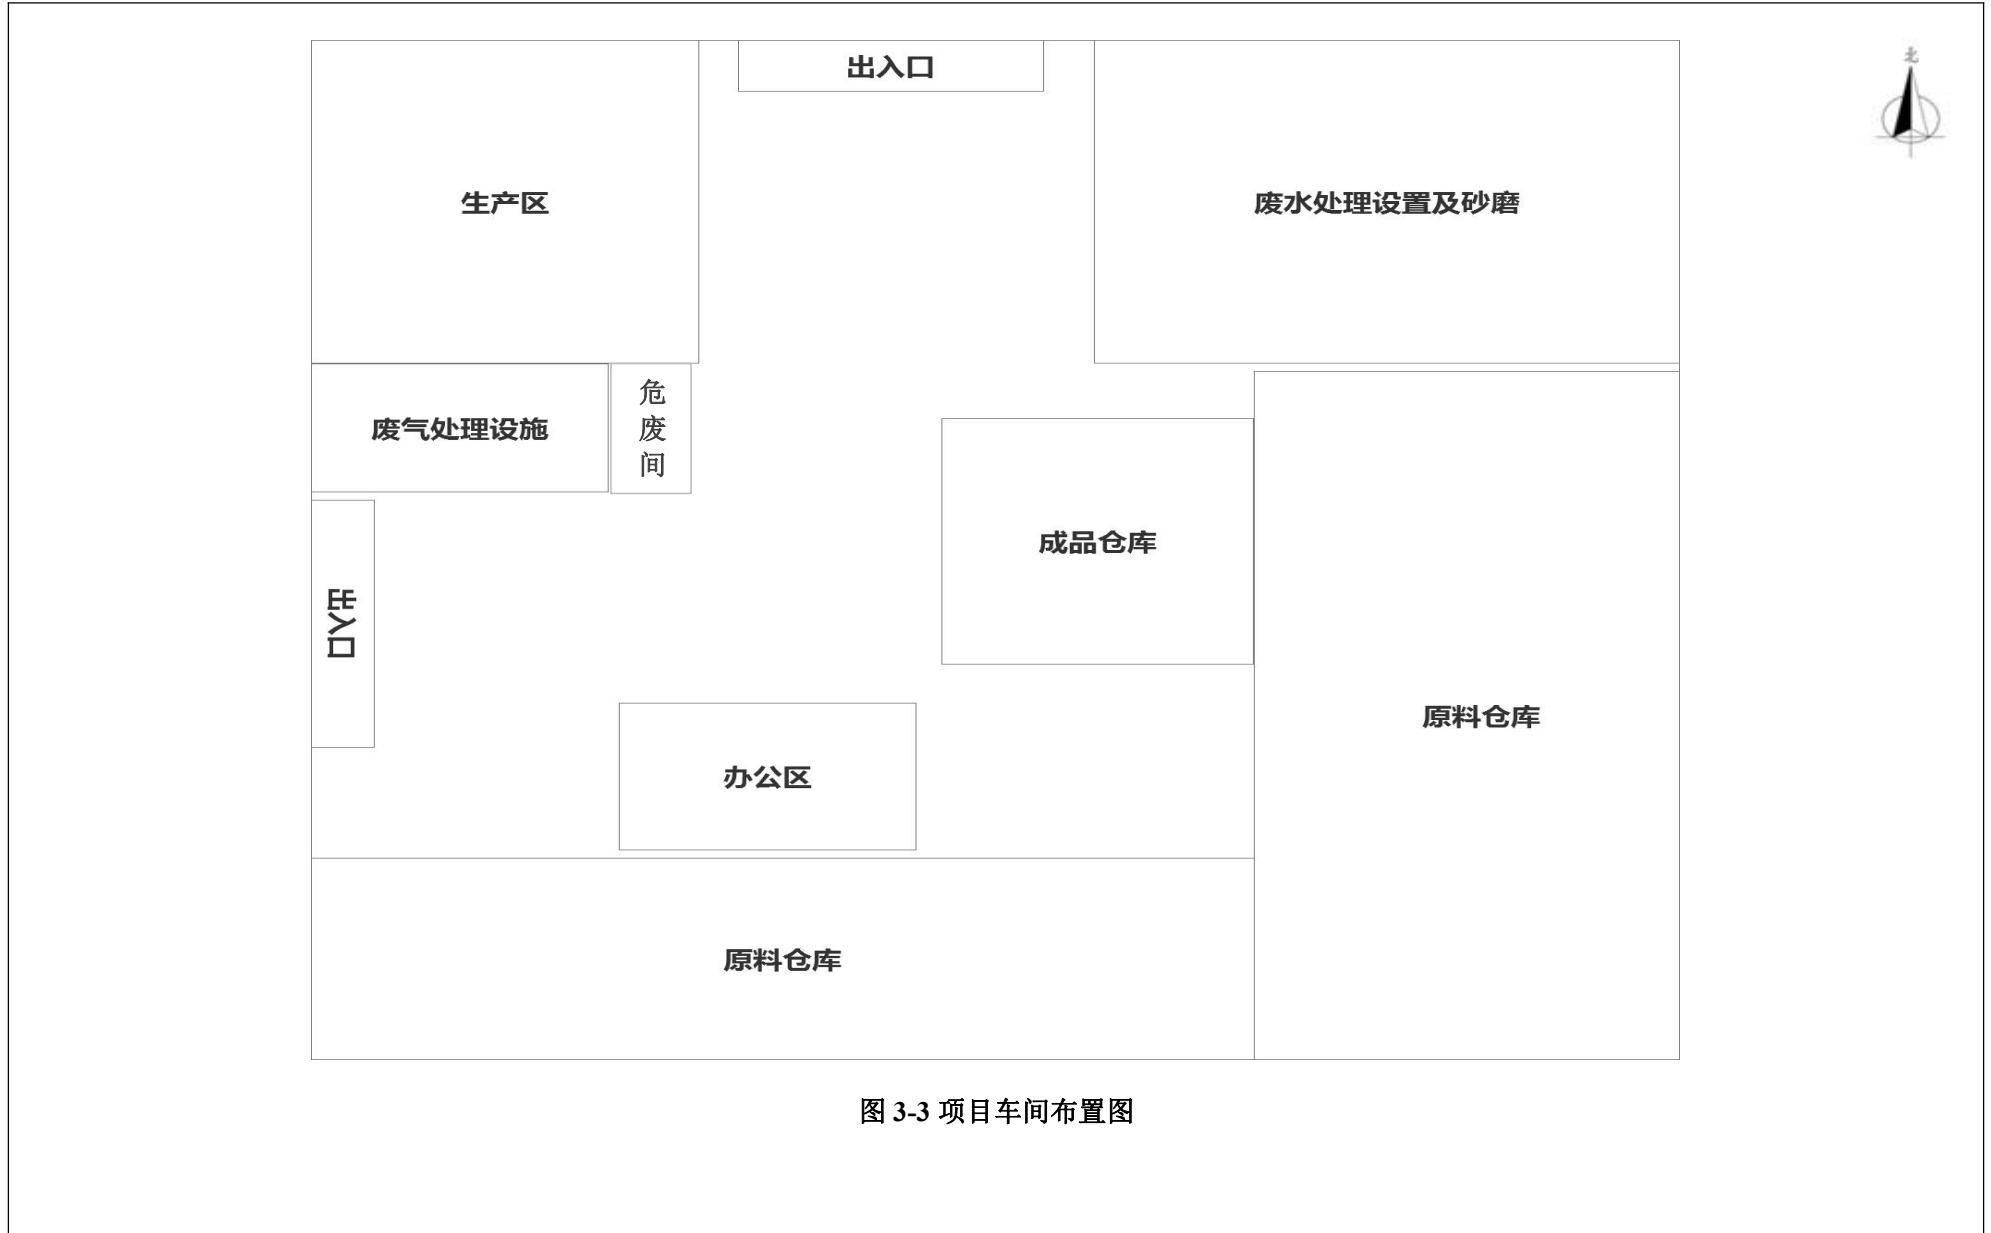 北
出入口
生产区
废水处理设置及砂磨
废气处理设施
危废间
成品仓库
出入口
原料仓库
办公区
原料仓库
图 3-3 项目车间布置图